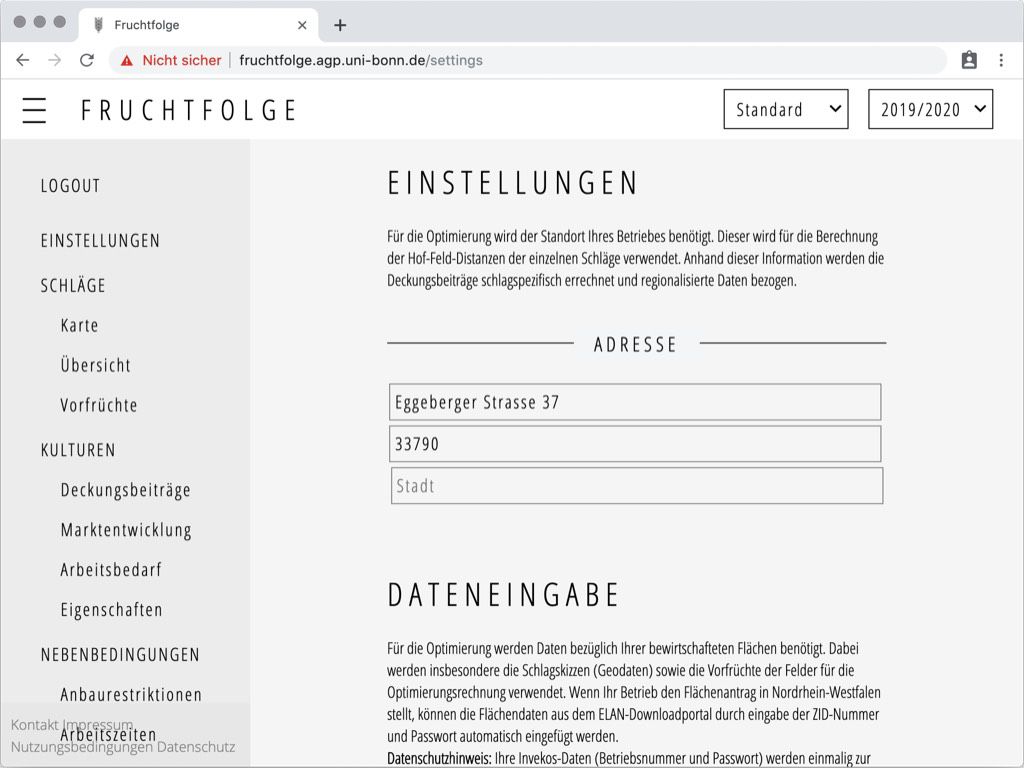 Fruchtfolge
Nicht sicher | fruchtfolge.agp.uni-bonn.de/settings
FRUCHTFOLGE
Standard
2019/2020
LOGOUT
EINSTELLUNGEN
SCHLÄGE
Karte
Übersicht
Vorfrüchte
KULTUREN
Deckungsbeiträge
Marktentwicklung
Arbeitsbedarf
Eigenschaften
NEBENBEDINGUNGEN
Anbaurestriktionen
Arbeitszeiten
Kontakt Impressum
Nutzungsbedingungen Datenschutz
EINSTELLUNGEN
Für die Optimierung wird der Standort Ihres Betriebes benötigt. Dieser wird für die Berechnung
der Hof-Feld-Distanzen der einzelnen Schläge verwendet. Anhand dieser Information werden die
Deckungsbeiträge schlagspezifisch errechnet und regionalisierte Daten bezogen.
ADRESSE
Eggeberger Strasse 37
33790
Stadt
DATENEINGABE
Für die Optimierung werden Daten bezüglich Ihrer bewirtschafteten Flächen benötigt. Dabei
werden insbesondere die Schlagskizzen (Geodaten) sowie die Vorfrüchte der Felder für die
Optimierungsrechnung verwendet. Wenn Ihr Betrieb den Flächenantrag in Nordrhein-Westfalen
stellt, können die Flächendaten aus dem ELAN-Downloadportal durch eingabe der ZID-Nummer
und Passwort automatisch eingefügt werden.
Datenschutzhinweis: Ihre Invekos-Daten (Betriebsnummer und Passwort) werden einmalig zur